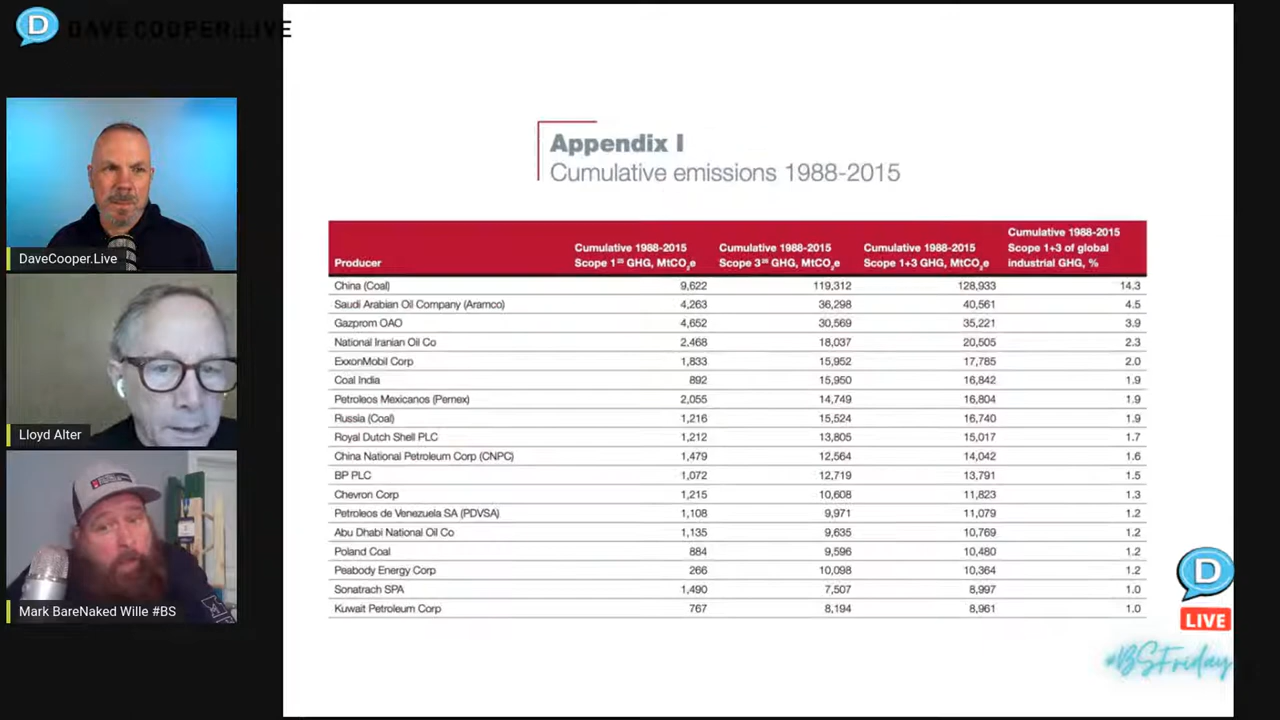 D DAVECOOPER.LIVE
DaveCooper.Live
Lloyd Alter
Mark BareNaked Wille #BS
Appendix I
Cumulative emissions 1988-2015
Producer
Cumulative 1988-2015
Scope 1²⁵ GHG, MtCO₂e
Cumulative 1988-2015
Scope 3²⁶ GHG, MtCO₂e
Cumulative 1988-2015
Scope 1+3 GHG, MtCO₂e
Cumulative 1988-2015
Scope 1+3 of global
industrial GHG, %
China (Coal) 9,622 119,312 128,933 14.3
Saudi Arabian Oil Company (Aramco) 4,263 36,298 40,561 4.5
Gazprom OAO 4,652 30,569 35,221 3.9
National Iranian Oil Co 2,468 18,037 20,505 2.3
ExxonMobil Corp 1,833 15,952 17,785 2.0
Coal India 892 15,950 16,842 1.9
Petroleos Mexicanos (Pemex) 2,055 14,749 16,804 1.9
Russia (Coal) 1,216 15,524 16,740 1.9
Royal Dutch Shell PLC 1,212 13,805 15,017 1.7
China National Petroleum Corp (CNPC) 1,479 12,564 14,042 1.6
BP PLC 1,072 12,719 13,791 1.5
Chevron Corp 1,215 10,608 11,823 1.3
Petroleos de Venezuela SA (PDVSA) 1,108 9,971 11,079 1.2
Abu Dhabi National Oil Co 1,135 9,635 10,769 1.2
Poland Coal 884 9,596 10,480 1.2
Peabody Energy Corp 266 10,098 10,364 1.2
Sonatrach SPA 1,490 7,507 8,997 1.0
Kuwait Petroleum Corp 767 8,194 8,961 1.0
D
LIVE
#BSFriday